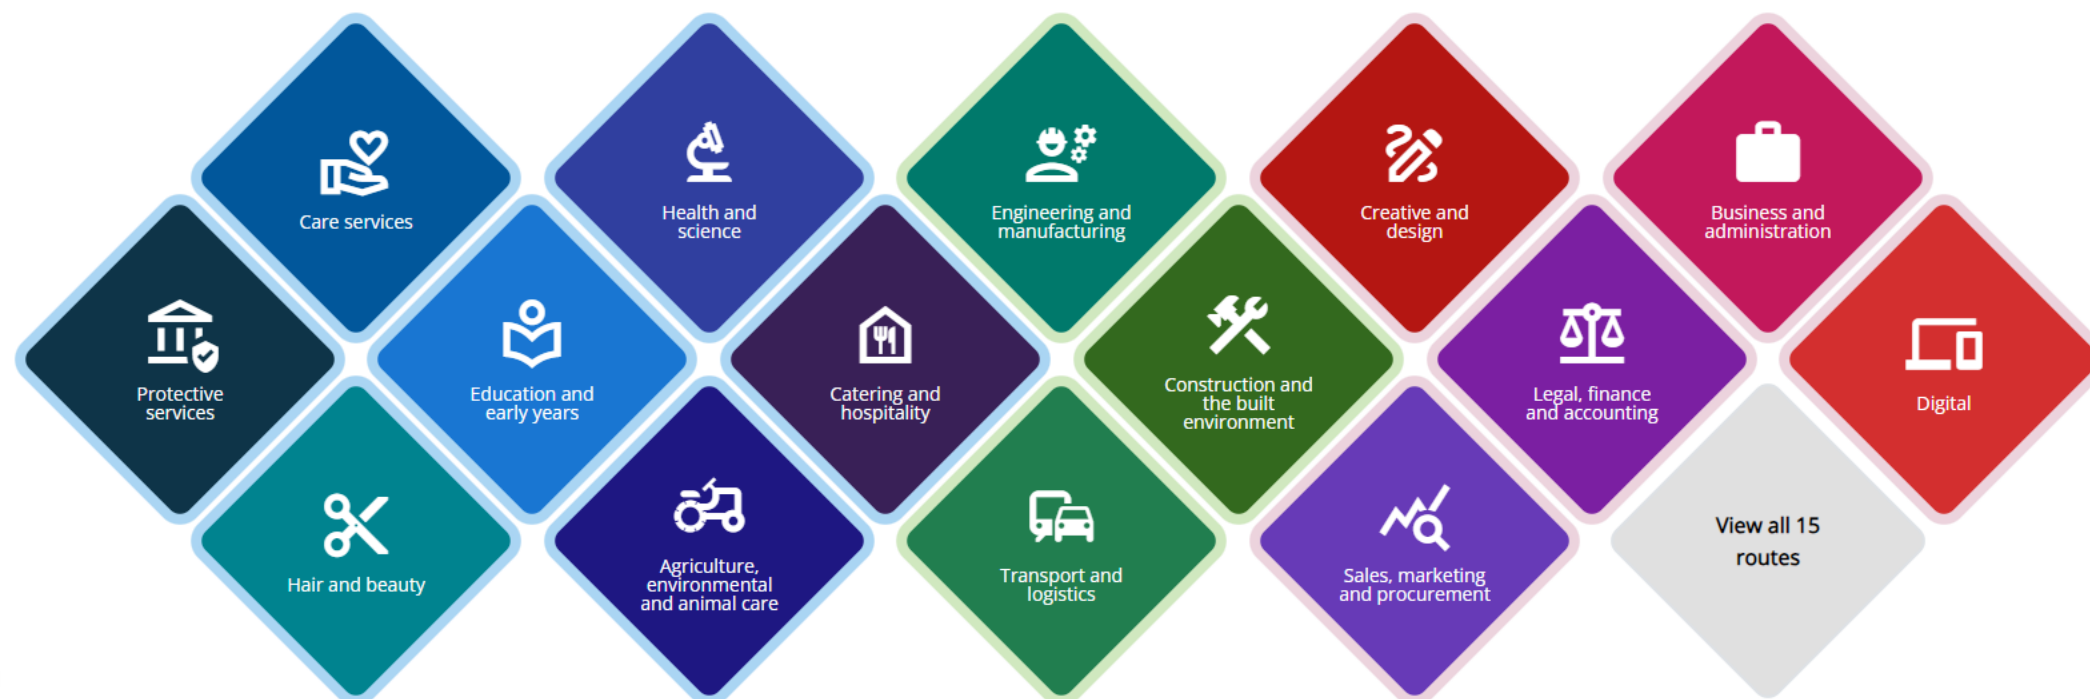 Care services
Health and
science
Engineering and
manufacturing
Creative and
design
Business and
administration
Protective
services
Education and
early years
Catering and
hospitality
Construction and
the built
environment
Legal, finance
and accounting
Digital
Hair and beauty
Agriculture,
environmental
and animal care
Transport and
logistics
Sales, marketing
and procurement
View all 15
routes